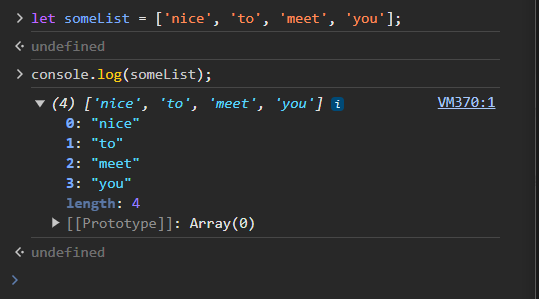 > let someList = ['nice', 'to', 'meet', 'you'];
undefined
> console.log(someList);
(4) ['nice', 'to', 'meet', 'you'] i VM370:1
0: "nice"
1: "to"
2: "meet"
3: "you"
length: 4
[[Prototype]]: Array(0)
undefined
>